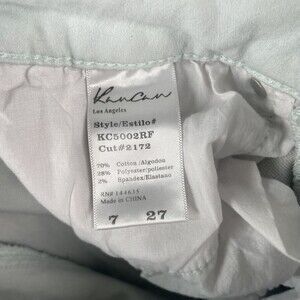 KanCan
Los Angeles
Style/Estilo#
KC5002RF
Cut#2172
70% Cotton/Algodon
28% Polyester/poliester
2% Spandex/Elastano
RN# 144635
Made in CHINA
7 27